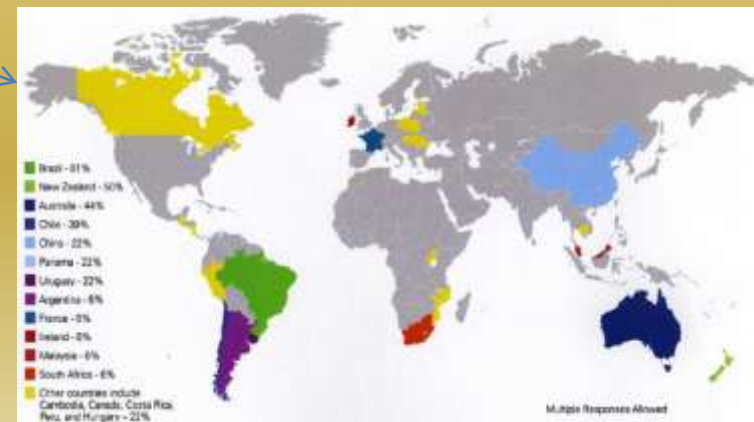 Brazil - 61%
New Zealand - 50%
Australia - 44%
Chile - 39%
China - 22%
Panama - 22%
Uruguay - 22%
Argentina - 6%
France - 6%
Ireland - 6%
Malaysia - 6%
South Africa - 6%
Other countries include
Cambodia, Canada, Costa Rica,
Peru, and Hungary - 22%
Multiple Responses Allowed